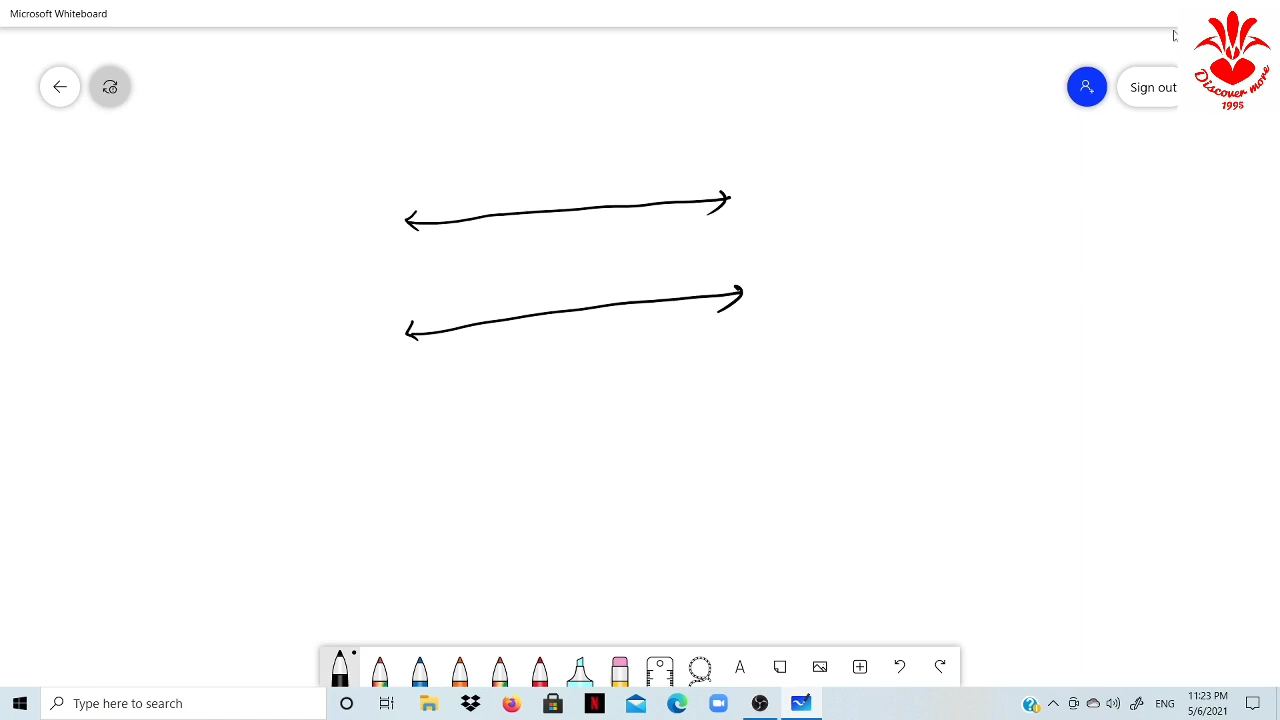 Microsoft Whiteboard
Sign out
Discover more
1995
A
Type here to search
ENG
11:23 PM
5/6/2021